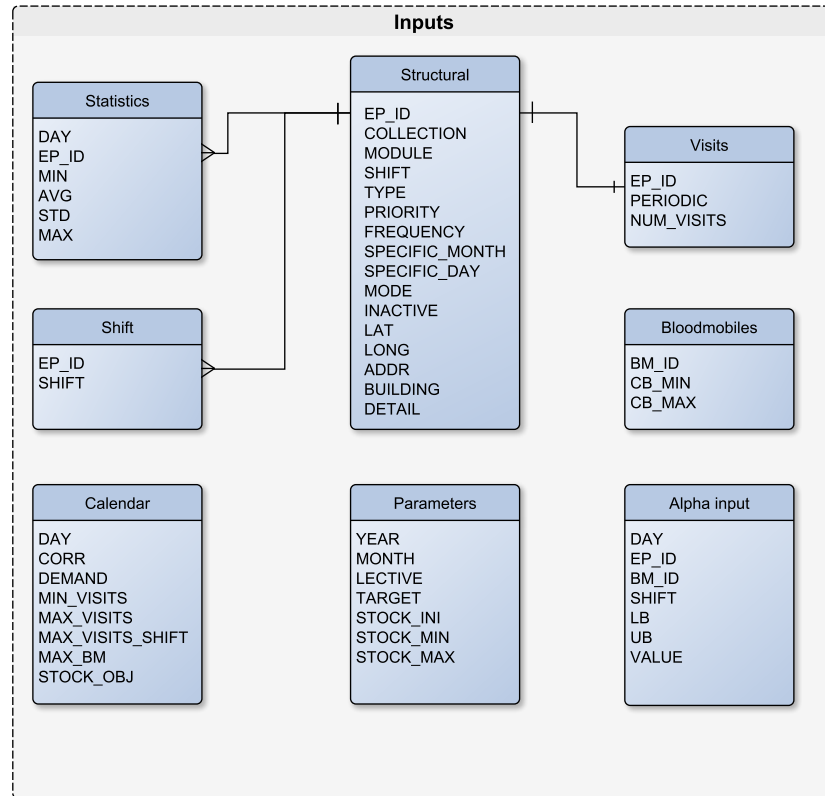 Inputs
Statistics
DAY
EP_ID
MIN
AVG
STD
MAX
Structural
EP_ID
COLLECTION
MODULE
SHIFT
TYPE
PRIORITY
FREQUENCY
SPECIFIC_MONTH
SPECIFIC_DAY
MODE
INACTIVE
LAT
LONG
ADDR
BUILDING
DETAIL
Visits
EP_ID
PERIODIC
NUM_VISITS
Shift
EP_ID
SHIFT
Bloodmobiles
BM_ID
CB_MIN
CB_MAX
Calendar
DAY
CORR
DEMAND
MIN_VISITS
MAX_VISITS
MAX_VISITS_SHIFT
MAX_BM
STOCK_OBJ
Parameters
YEAR
MONTH
LECTIVE
TARGET
STOCK_INI
STOCK_MIN
STOCK_MAX
Alpha input
DAY
EP_ID
BM_ID
SHIFT
LB
UB
VALUE